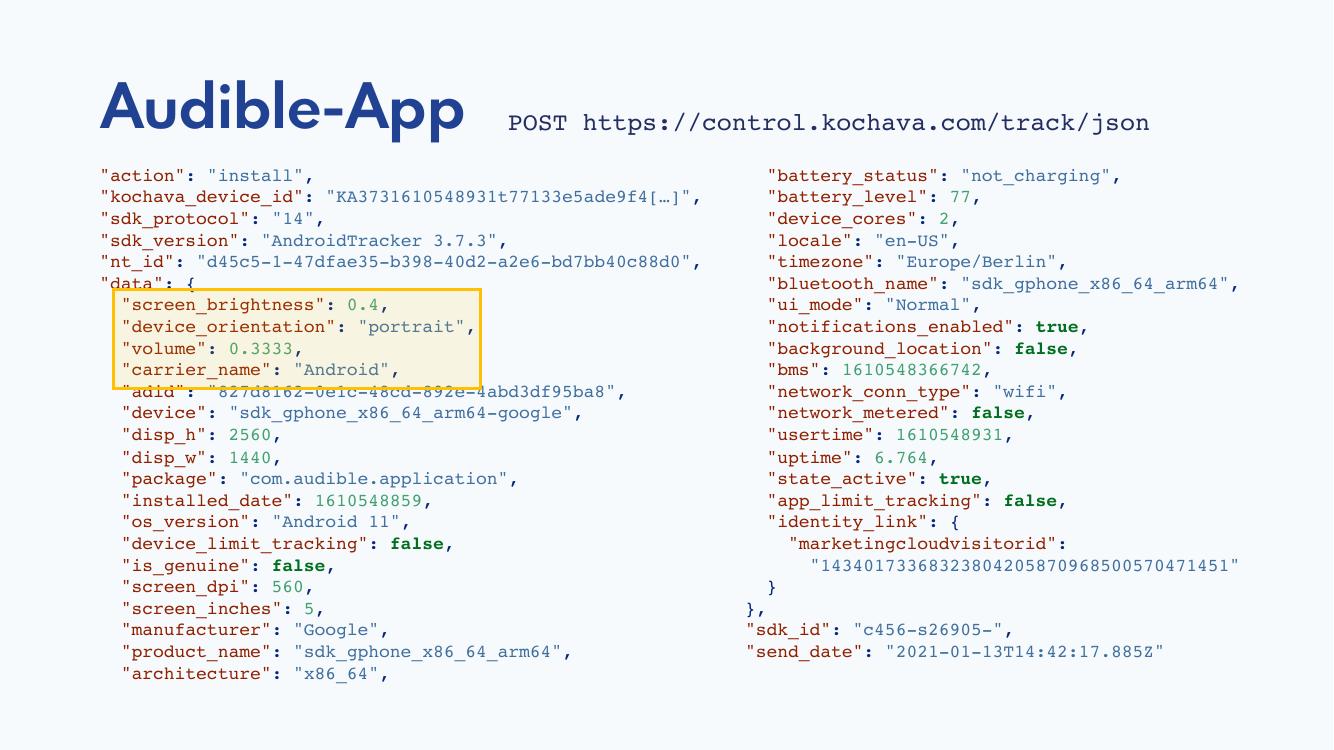 Audible-App
POST https://control.kochava.com/track/json
"action": "install",
"kochava_device_id": "KA3731610548931t77133e5ade9f4[…]",
"sdk_protocol": "14",
"sdk_version": "AndroidTracker 3.7.3",
"nt_id": "d45c5-1-47dfae35-b398-40d2-a2e6-bd7bb40c88d0",
"data": {
"screen_brightness": 0.4,
"device_orientation": "portrait",
"volume": 0.3333,
"carrier_name": "Android",
"adid": "827d8162-0e1c-48cd-892e-4abd3df95ba8",
"device": "sdk_gphone_x86_64_arm64-google",
"disp_h": 2560,
"disp_w": 1440,
"package": "com.audible.application",
"installed_date": 1610548859,
"os_version": "Android 11",
"device_limit_tracking": false,
"is_genuine": false,
"screen_dpi": 560,
"screen_inches": 5,
"manufacturer": "Google",
"product_name": "sdk_gphone_x86_64_arm64",
"architecture": "x86_64",
"battery_status": "not_charging",
"battery_level": 77,
"device_cores": 2,
"locale": "en-US",
"timezone": "Europe/Berlin",
"bluetooth_name": "sdk_gphone_x86_64_arm64",
"ui_mode": "Normal",
"notifications_enabled": true,
"background_location": false,
"bms": 1610548366742,
"network_conn_type": "wifi",
"network_metered": false,
"usertime": 1610548931,
"uptime": 6.764,
"state_active": true,
"app_limit_tracking": false,
"identity_link": {
"marketingcloudvisitorid":
"14340173368323804205870968500570471451"
}
},
"sdk_id": "c456-s26905-",
"send_date": "2021-01-13T14:42:17.885Z"